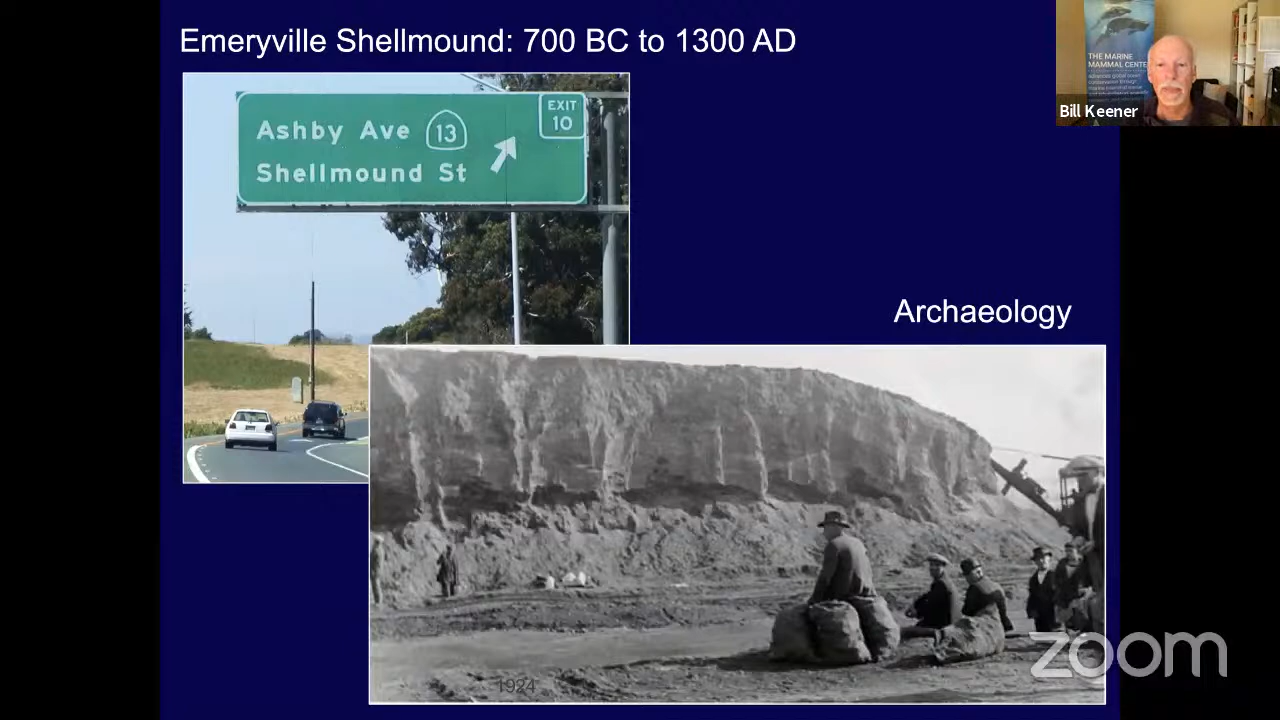 Emeryville Shellmound: 700 BC to 1300 AD
THE MARINE
MAMMAL CENTE
Bill Keener
EXIT
10
Ashby Ave 13
Shellmound St
Archaeology
1924
zoom